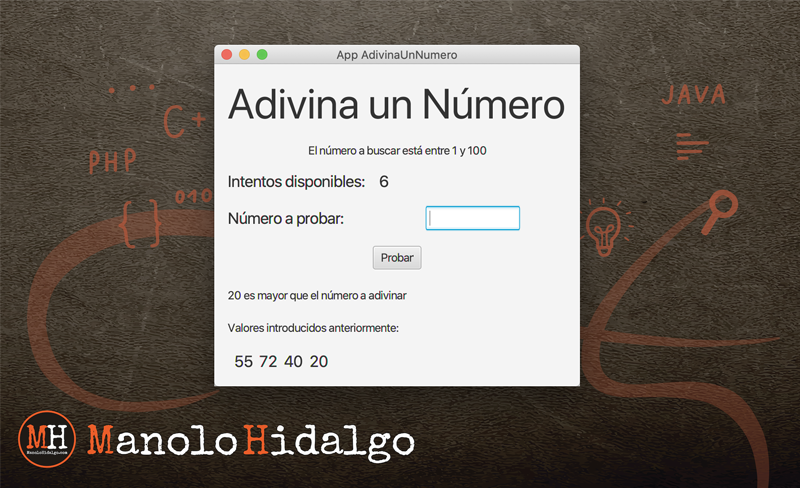 App AdivinaUnNumero
Adivina un Número
El número a buscar está entre 1 y 100
Intentos disponibles: 6
Número a probar:
Probar
20 es mayor que el número a adivinar
Valores introducidos anteriormente:
55 72 40 20
C+
PHP
010
{ }
JAVA
MH
ManoloHidalgo.com
ManoloHidalgo